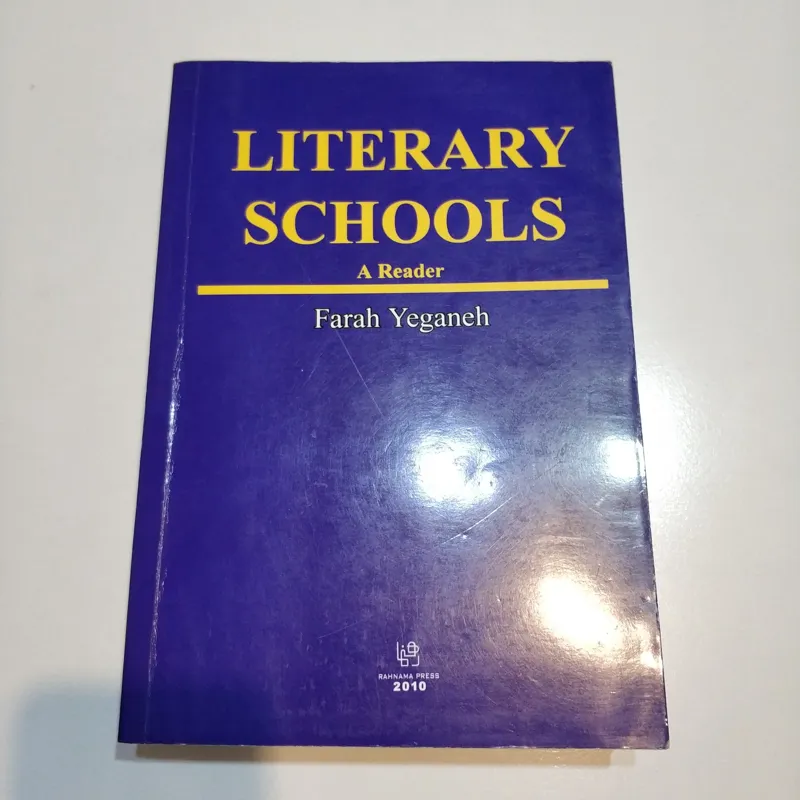 LITERARY
SCHOOLS
A Reader
Farah Yeganeh
RAHNAMA PRESS
2010